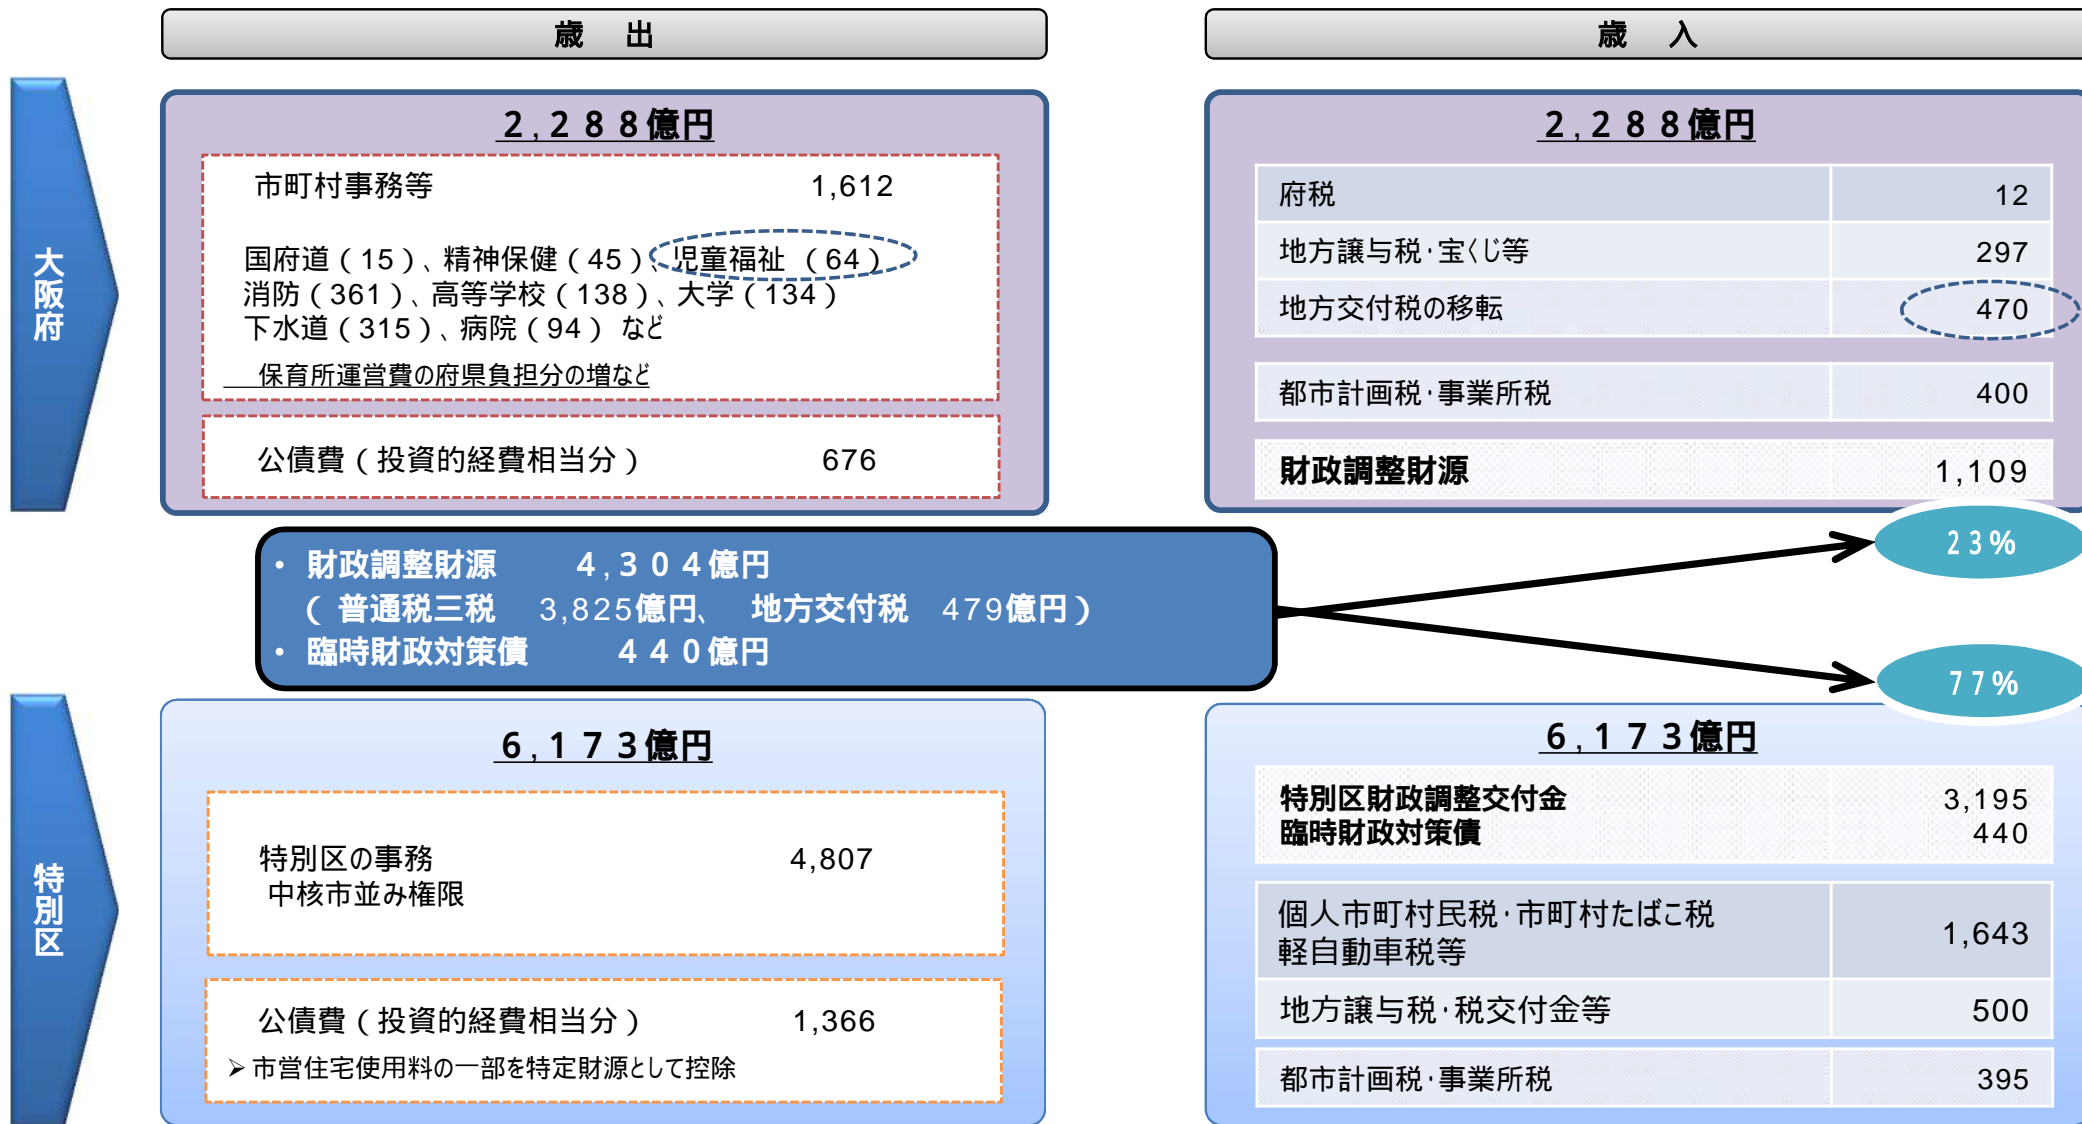 歳　出
歳　入
大阪府
２,２８８億円
市町村事務等　1,612
国府道（15）、精神保健（45）、児童福祉（64）
消防（361）、高等学校（138）、大学（134）
下水道（315）、病院（94）など
保育所運営費の府県負担分の増など
公債費（投資的経費相当分）　676
２,２８８億円
府税　12
地方譲与税･宝くじ等　297
地方交付税の移転　470
都市計画税･事業所税　400
財政調整財源　1,109
• 財政調整財源　４,３０４億円
（普通税三税　3,825億円、　地方交付税　479億円）
• 臨時財政対策債　４４０億円
23%
77%
特別区
６,１７３億円
特別区の事務　4,807
中核市並み権限
公債費（投資的経費相当分）　1,366
➢市営住宅使用料の一部を特定財源として控除
６,１７３億円
特別区財政調整交付金　3,195
臨時財政対策債　440
個人市町村民税･市町村たばこ税
軽自動車税等　1,643
地方譲与税･税交付金等　500
都市計画税･事業所税　395